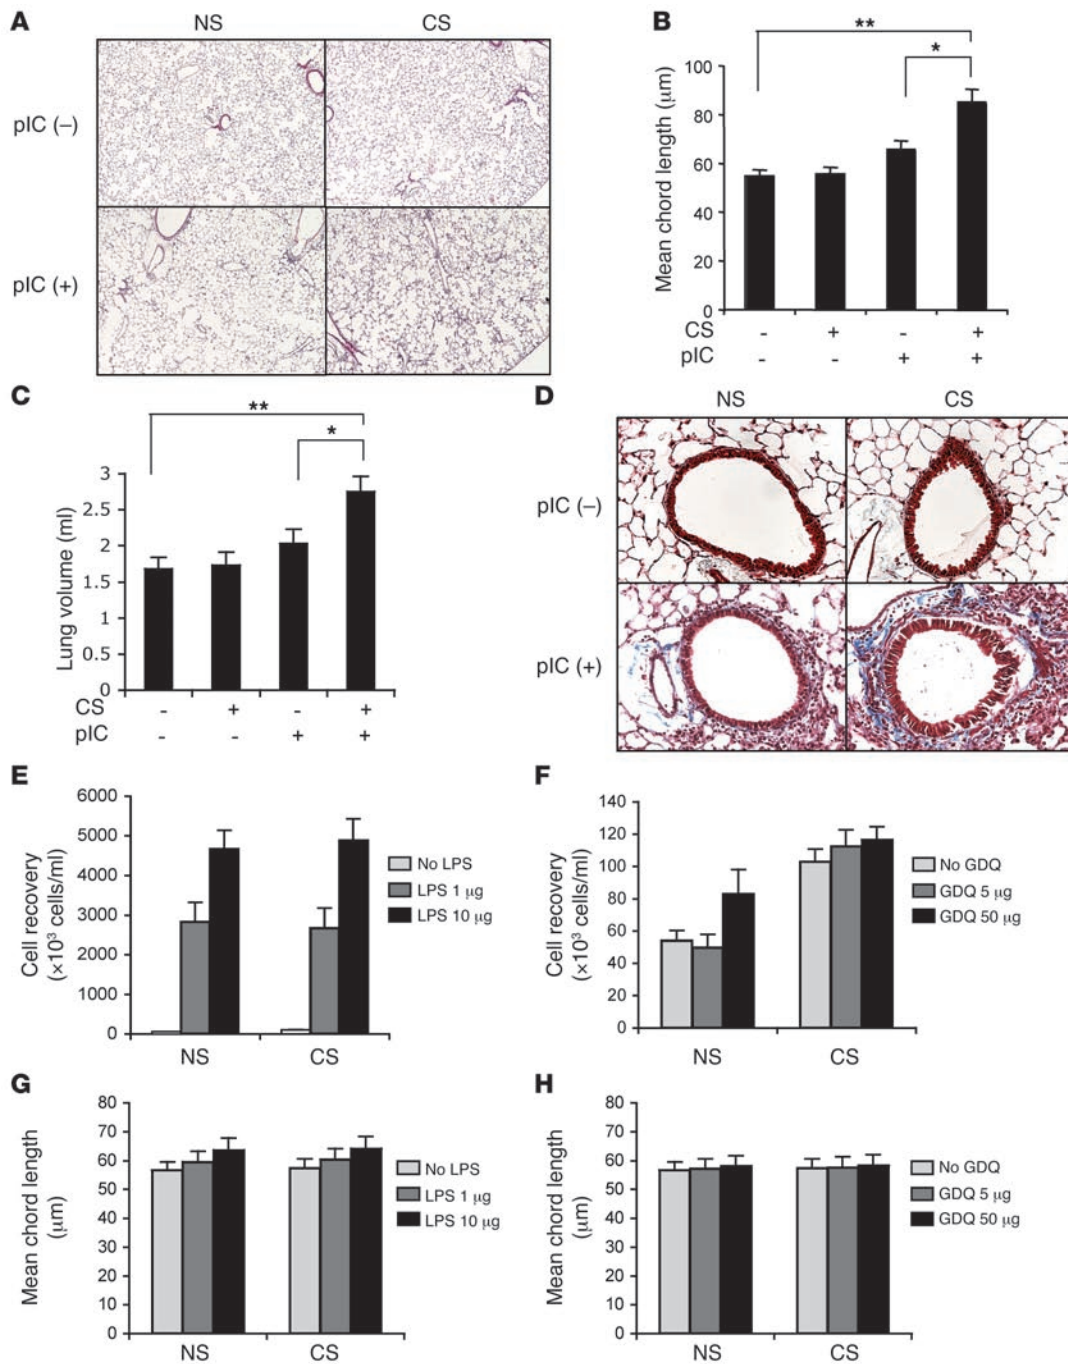 A
NS
CS
pIC (–)
pIC (+)
B
**
*
Mean chord length (μm)
100
80
60
40
20
0
CS
- + - +
pIC
- - + +
C
**
*
Lung volume (ml)
3
2.5
2
1.5
1
0.5
0
CS
- + - +
pIC
- - + +
D
NS
CS
pIC (–)
pIC (+)
E
Cell recovery
(×10³ cells/ml)
6000
5000
4000
3000
2000
1000
0
NS
CS
No LPS
LPS 1 μg
LPS 10 μg
F
Cell recovery
(×10³ cells/ml)
140
120
100
80
60
40
20
0
NS
CS
No GDQ
GDQ 5 μg
GDQ 50 μg
G
Mean chord length
(μm)
80
70
60
50
40
30
20
10
0
NS
CS
No LPS
LPS 1 μg
LPS 10 μg
H
Mean chord length
(μm)
80
70
60
50
40
30
20
10
0
NS
CS
No GDQ
GDQ 5 μg
GDQ 50 μg